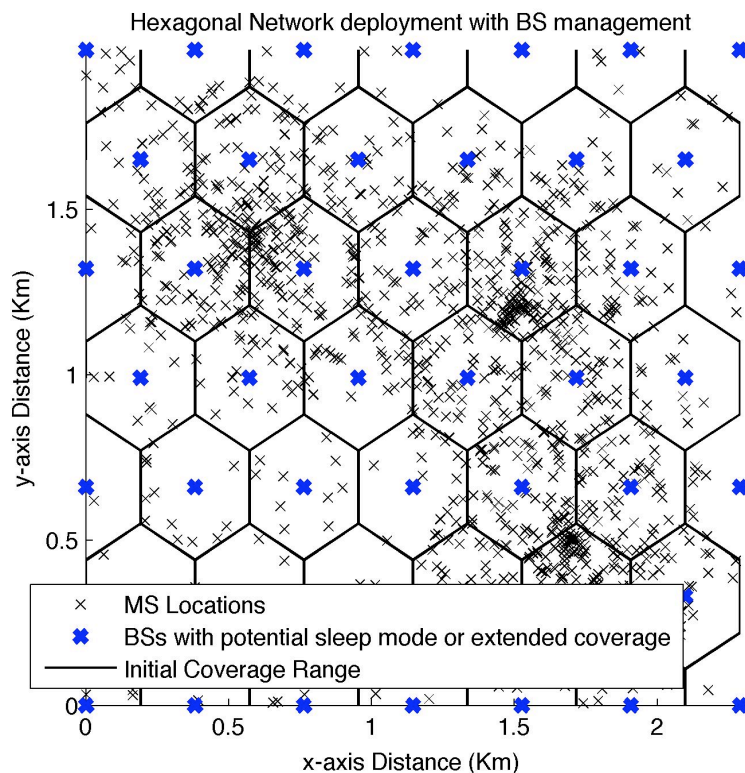 Hexagonal Network deployment with BS management
1.5
1
0.5
0
y-axis Distance (Km)
MS Locations
BSs with potential sleep mode or extended coverage
Initial Coverage Range
0
0.5
1
1.5
2
x-axis Distance (Km)